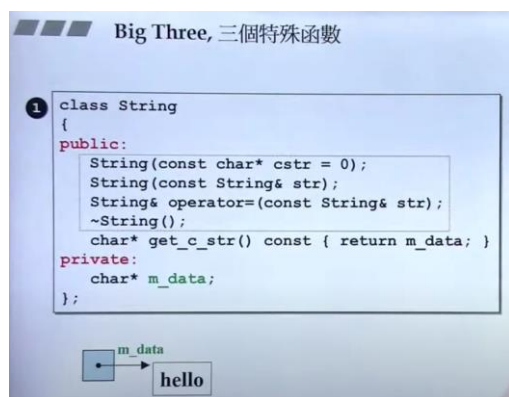 Big Three, 三個特殊函數
1
class String
{
public:
String(const char* cstr = 0);
String(const String& str);
String& operator=(const String& str);
~String();
char* get_c_str() const { return m_data; }
private:
char* m_data;
};
m_data
hello